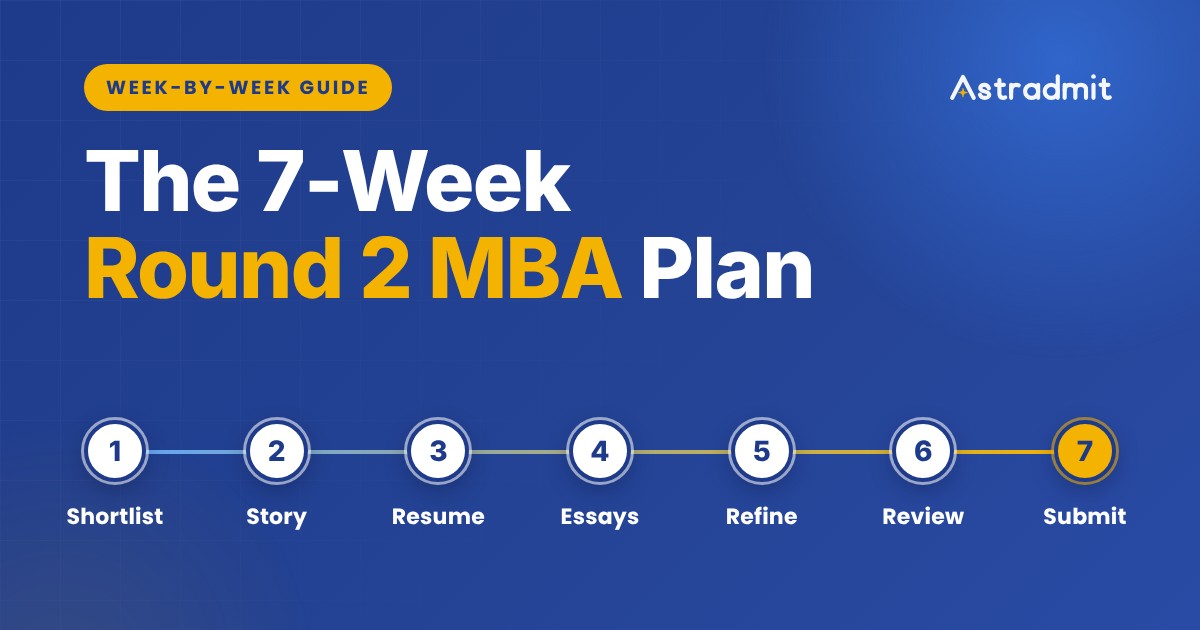 WEEK-BY-WEEK GUIDE
Astradmit
The 7-Week
Round 2 MBA Plan
1 2 3 4 5 6 7
Shortlist Story Resume Essays Refine Review Submit